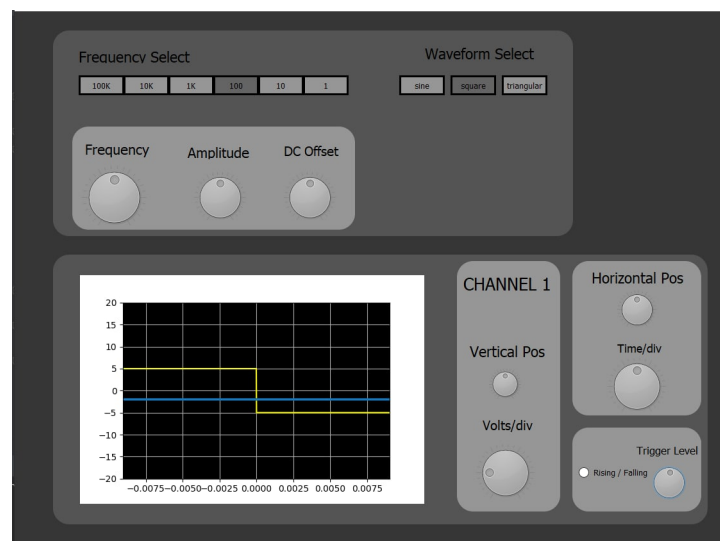 Frequency Select
Waveform Select
100K 10K 1K 100 10 1
sine square triangular
Frequency Amplitude DC Offset
CHANNEL 1
Vertical Pos
Volts/div
Horizontal Pos
Time/div
Trigger Level
Rising / Falling
20
15
10
5
0
−5
−10
−15
−20
−0.0075 −0.0050 −0.0025 0.0000 0.0025 0.0050 0.0075